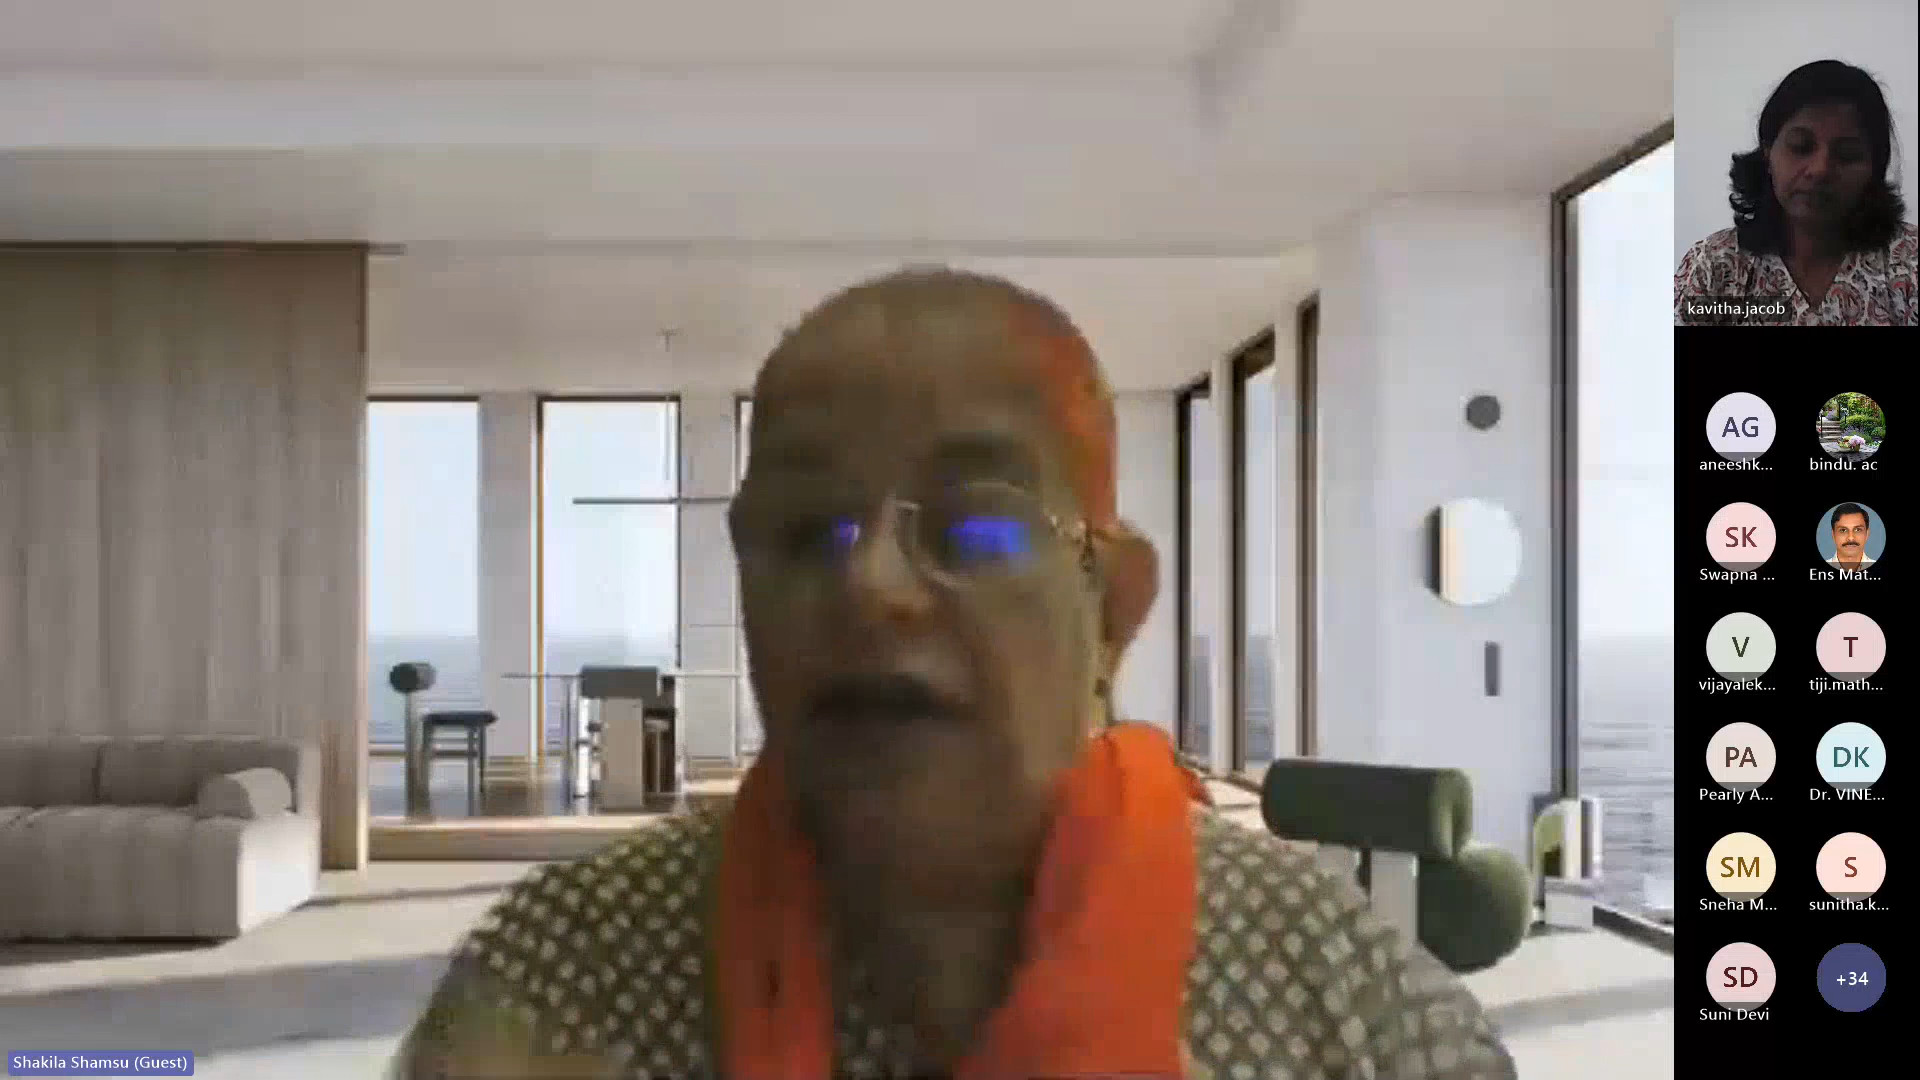 kavitha.jacob
AG
aneeshk...
bindu. ac
SK
Swapna ...
Ens Mat...
V
vijayalek...
T
tiji.math...
PA
Pearly A...
DK
Dr. VINE...
SM
Sneha M...
S
sunitha.k...
SD
Suni Devi
+34
Shakila Shamsu (Guest)